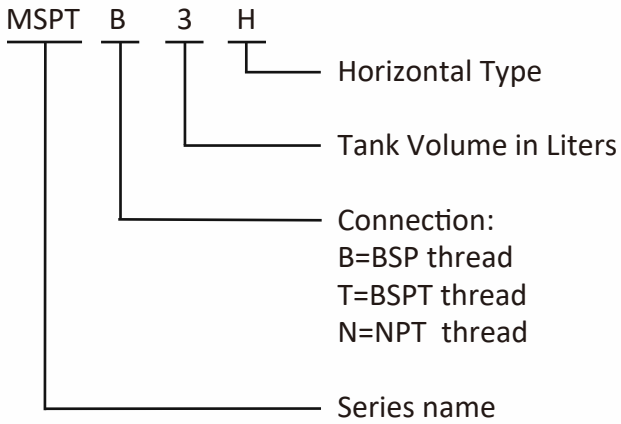 MSPT B 3 H
Horizontal Type
Tank Volume in Liters
Connection:
B=BSP thread
T=BSPT thread
N=NPT thread
Series name